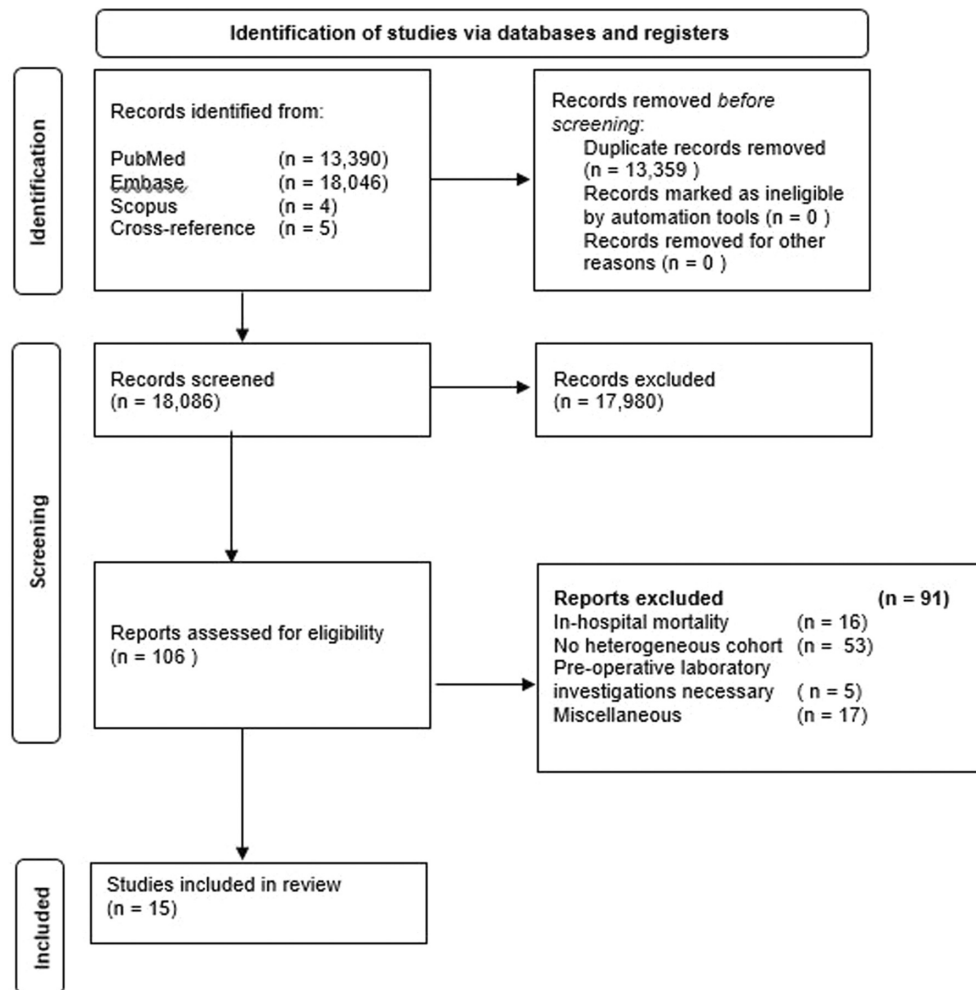 Identification of studies via databases and registers
Identification
Records identified from:
PubMed (n = 13,390)
Embase (n = 18,046)
Scopus (n = 4)
Cross-reference (n = 5)
Records removed before
screening:
Duplicate records removed
(n = 13,359 )
Records marked as ineligible
by automation tools (n = 0 )
Records removed for other
reasons (n = 0 )
Screening
Records screened
(n = 18,086)
Records excluded
(n = 17,980)
Reports assessed for eligibility
(n = 106 )
Reports excluded (n = 91)
In-hospital mortality (n = 16)
No heterogeneous cohort (n = 53)
Pre-operative laboratory
investigations necessary ( n = 5)
Miscellaneous (n = 17)
Included
Studies included in review
(n = 15)